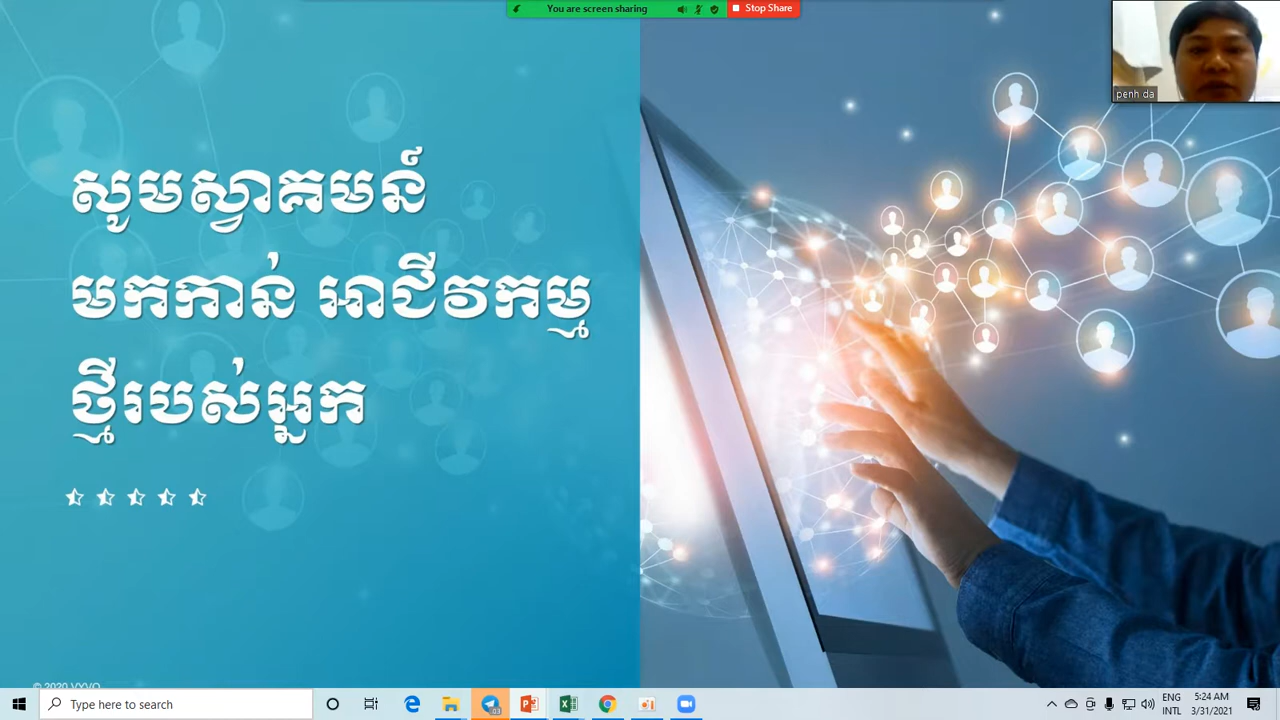 You are screen sharing
Stop Share
penh da
សូមស្វាគមន៍
មកកាន់ អាជីវកម្ម
ថ្មីរបស់អ្នក
© 2020 VYVO
Type here to search
ENG
INTL
5:24 AM
3/31/2021